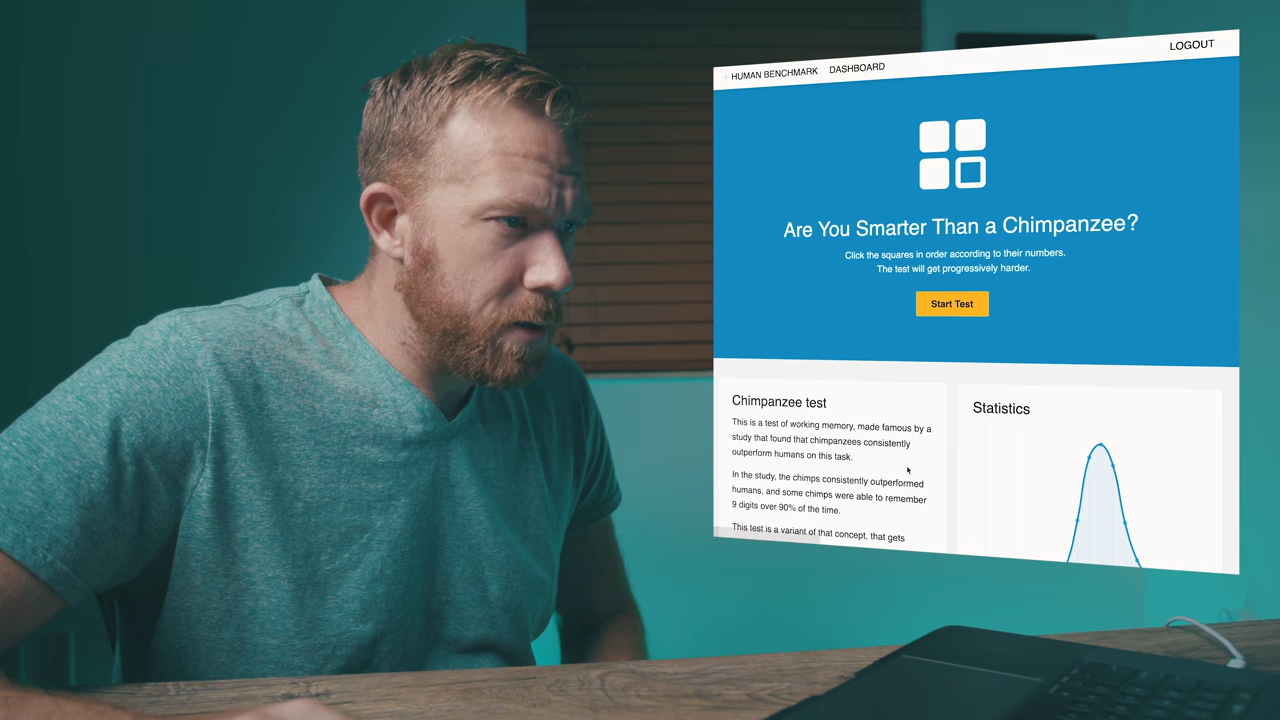 HUMAN BENCHMARK DASHBOARD LOGOUT
Are You Smarter Than a Chimpanzee?
Click the squares in order according to their numbers.
The test will get progressively harder.
Start Test
Chimpanzee test
This is a test of working memory, made famous by a
study that found that chimpanzees consistently
outperform humans on this task.
In the study, the chimps consistently outperformed
humans, and some chimps were able to remember
9 digits over 90% of the time.
This test is a variant of that concept, that gets
Statistics